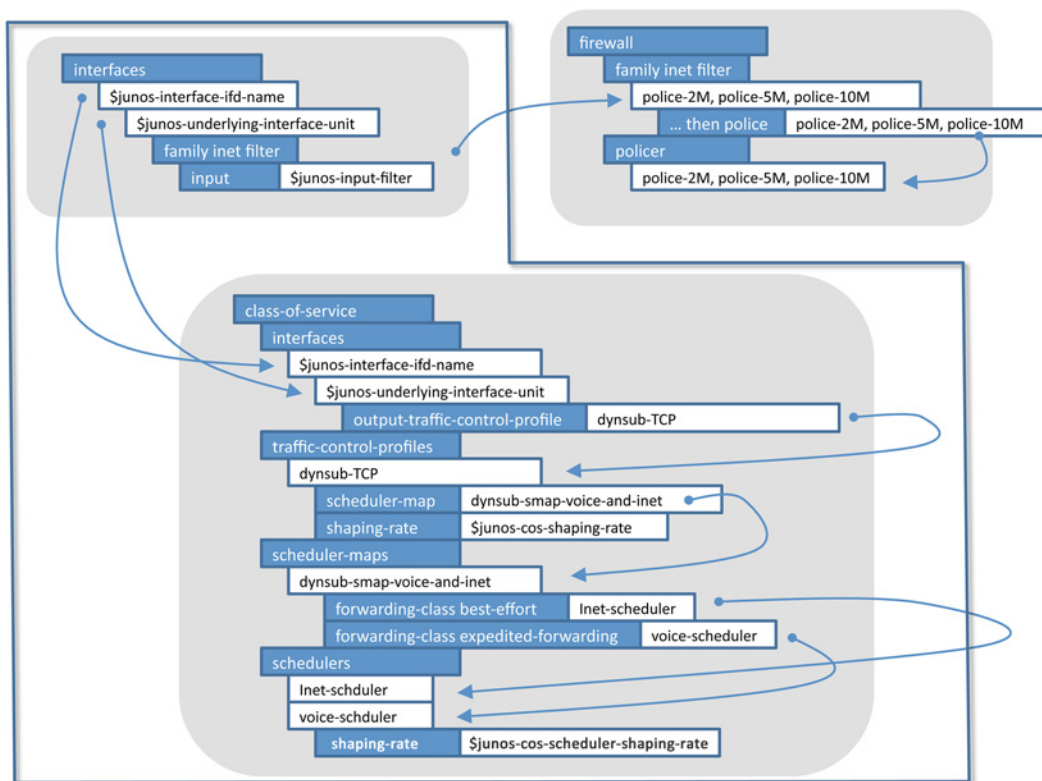 interfaces
$junos-interface-ifd-name
$junos-underlying-interface-unit
family inet filter
input $junos-input-filter
firewall
family inet filter
police-2M, police-5M, police-10M
... then police police-2M, police-5M, police-10M
policer
police-2M, police-5M, police-10M
class-of-service
interfaces
$junos-interface-ifd-name
$junos-underlying-interface-unit
output-traffic-control-profile dynsub-TCP
traffic-control-profiles
dynsub-TCP
scheduler-map dynsub-smap-voice-and-inet
shaping-rate $junos-cos-shaping-rate
scheduler-maps
dynsub-smap-voice-and-inet
forwarding-class best-effort Inet-scheduler
forwarding-class expedited-forwarding voice-scheduler
schedulers
Inet-schduler
voice-schduler
shaping-rate $junos-cos-scheduler-shaping-rate